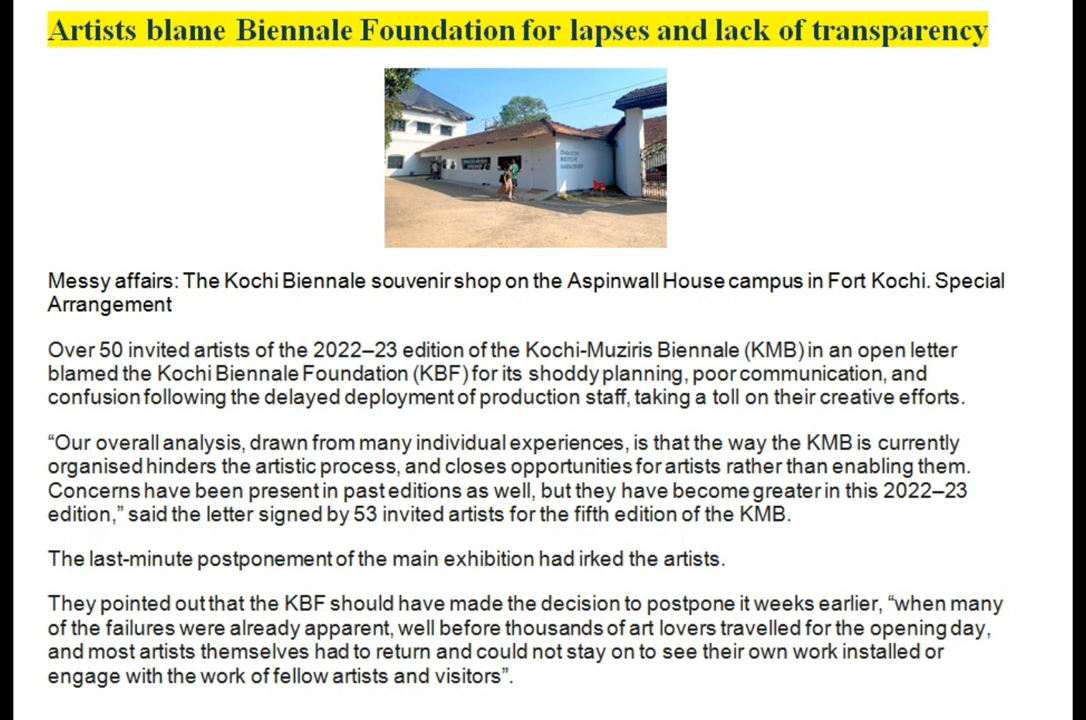 Artists blame Biennale Foundation for lapses and lack of transparency
Messy affairs: The Kochi Biennale souvenir shop on the Aspinwall House campus in Fort Kochi. Special
Arrangement
Over 50 invited artists of the 2022–23 edition of the Kochi-Muziris Biennale (KMB) in an open letter
blamed the Kochi Biennale Foundation (KBF) for its shoddy planning, poor communication, and
confusion following the delayed deployment of production staff, taking a toll on their creative efforts.
“Our overall analysis, drawn from many individual experiences, is that the way the KMB is currently
organised hinders the artistic process, and closes opportunities for artists rather than enabling them.
Concerns have been present in past editions as well, but they have become greater in this 2022–23
edition,” said the letter signed by 53 invited artists for the fifth edition of the KMB.
The last-minute postponement of the main exhibition had irked the artists.
They pointed out that the KBF should have made the decision to postpone it weeks earlier, “when many
of the failures were already apparent, well before thousands of art lovers travelled for the opening day,
and most artists themselves had to return and could not stay on to see their own work installed or
engage with the work of fellow artists and visitors”.